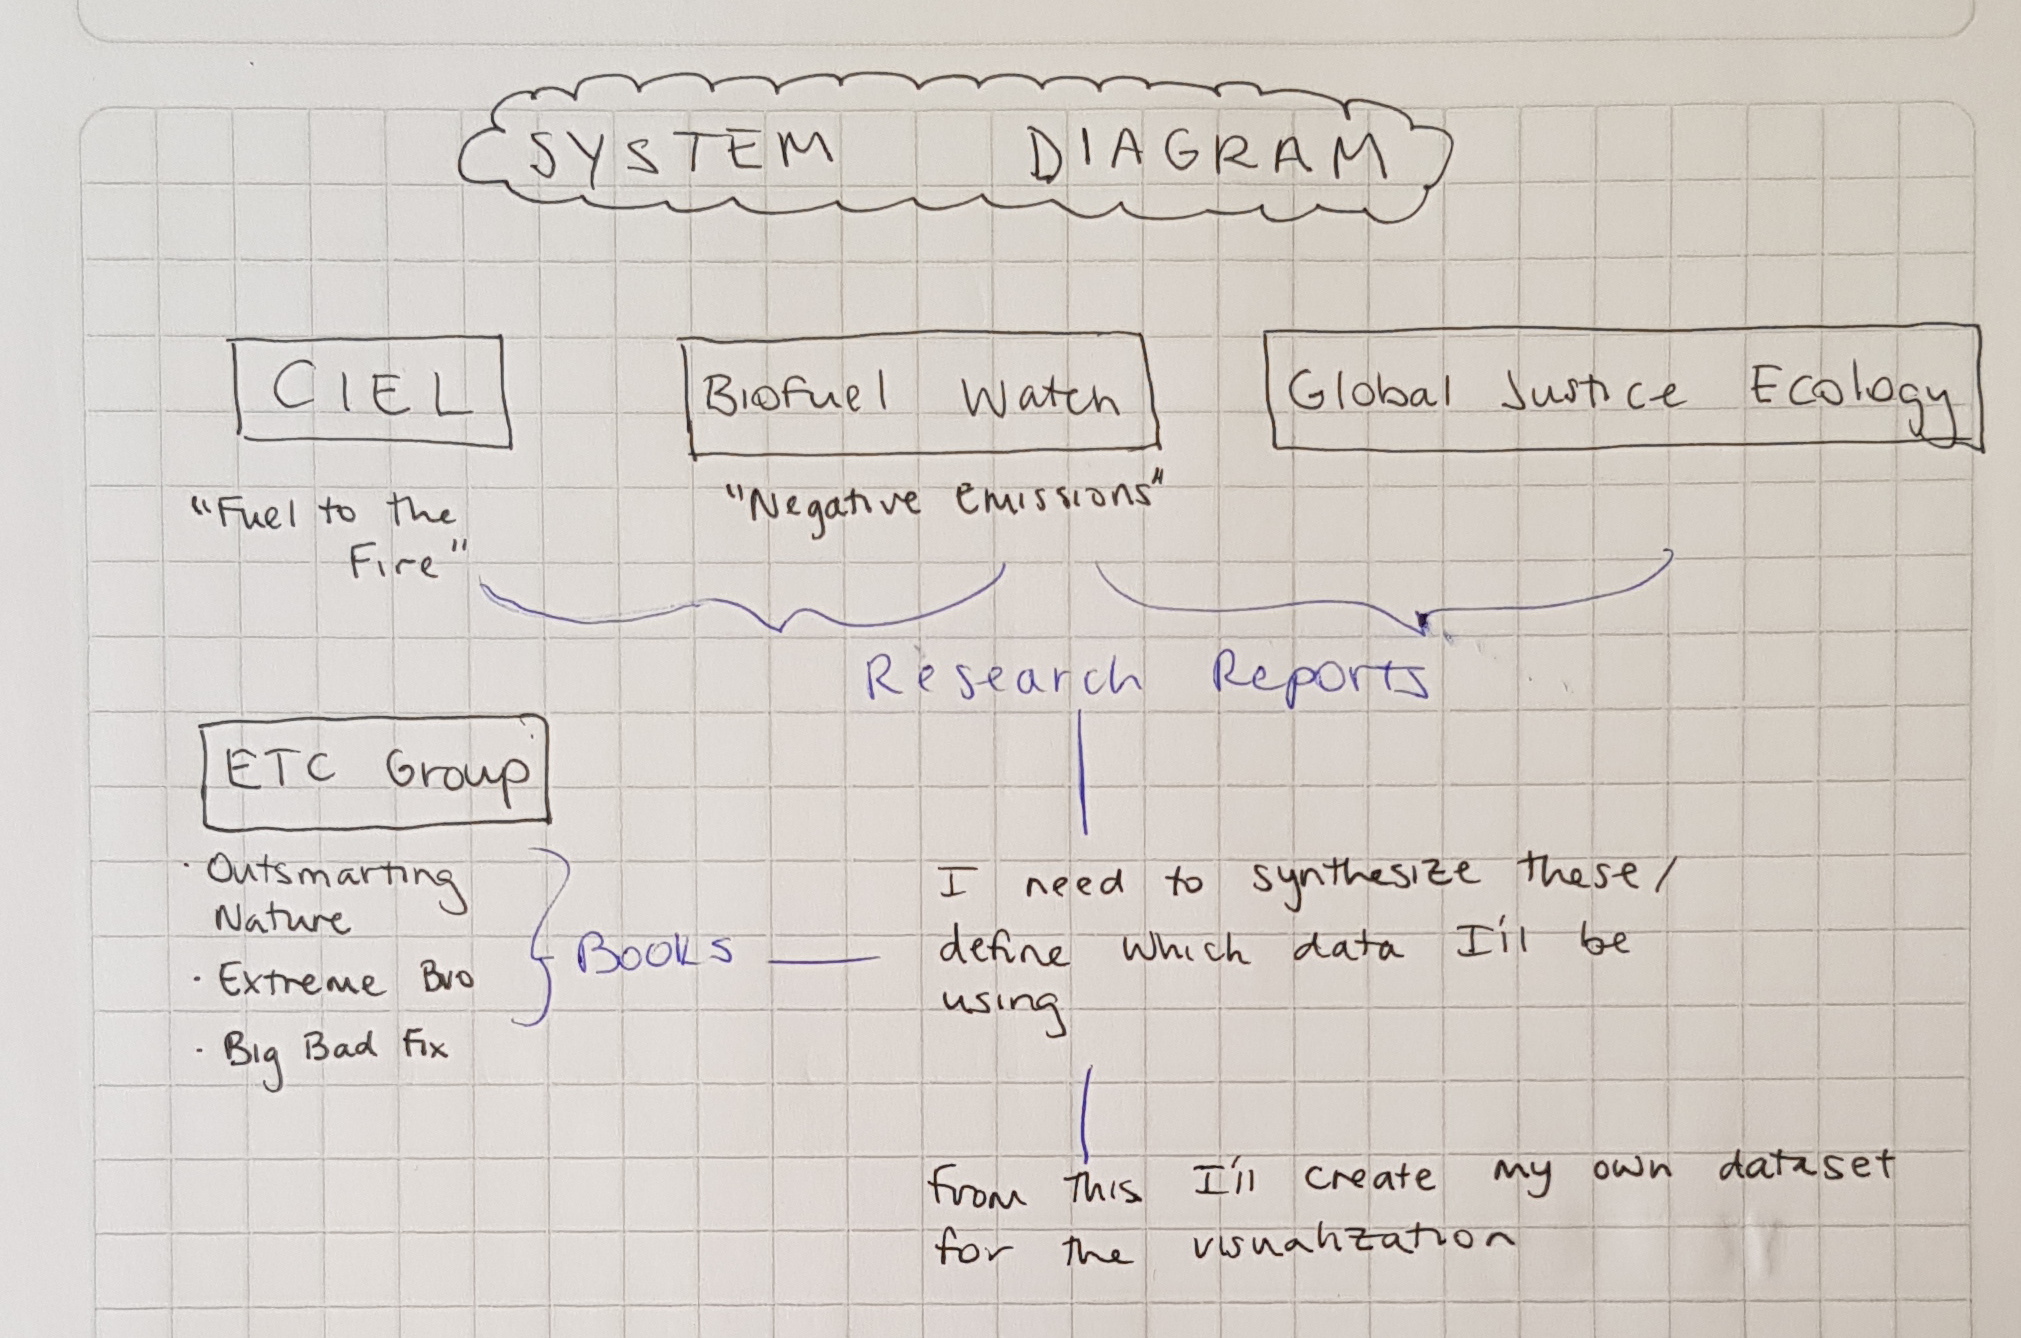 SYSTEM DIAGRAM
CIEL
Biofuel Watch
Global Justice Ecology
"Fuel to the
Fire"
"Negative emissions"
Research Reports
ETC Group
· Outsmarting
Nature
· Extreme Bio
· Big Bad Fix
BOOKS
I need to synthesize these/
define which data I'll be
using
from this I'll create my own dataset
for the visualization